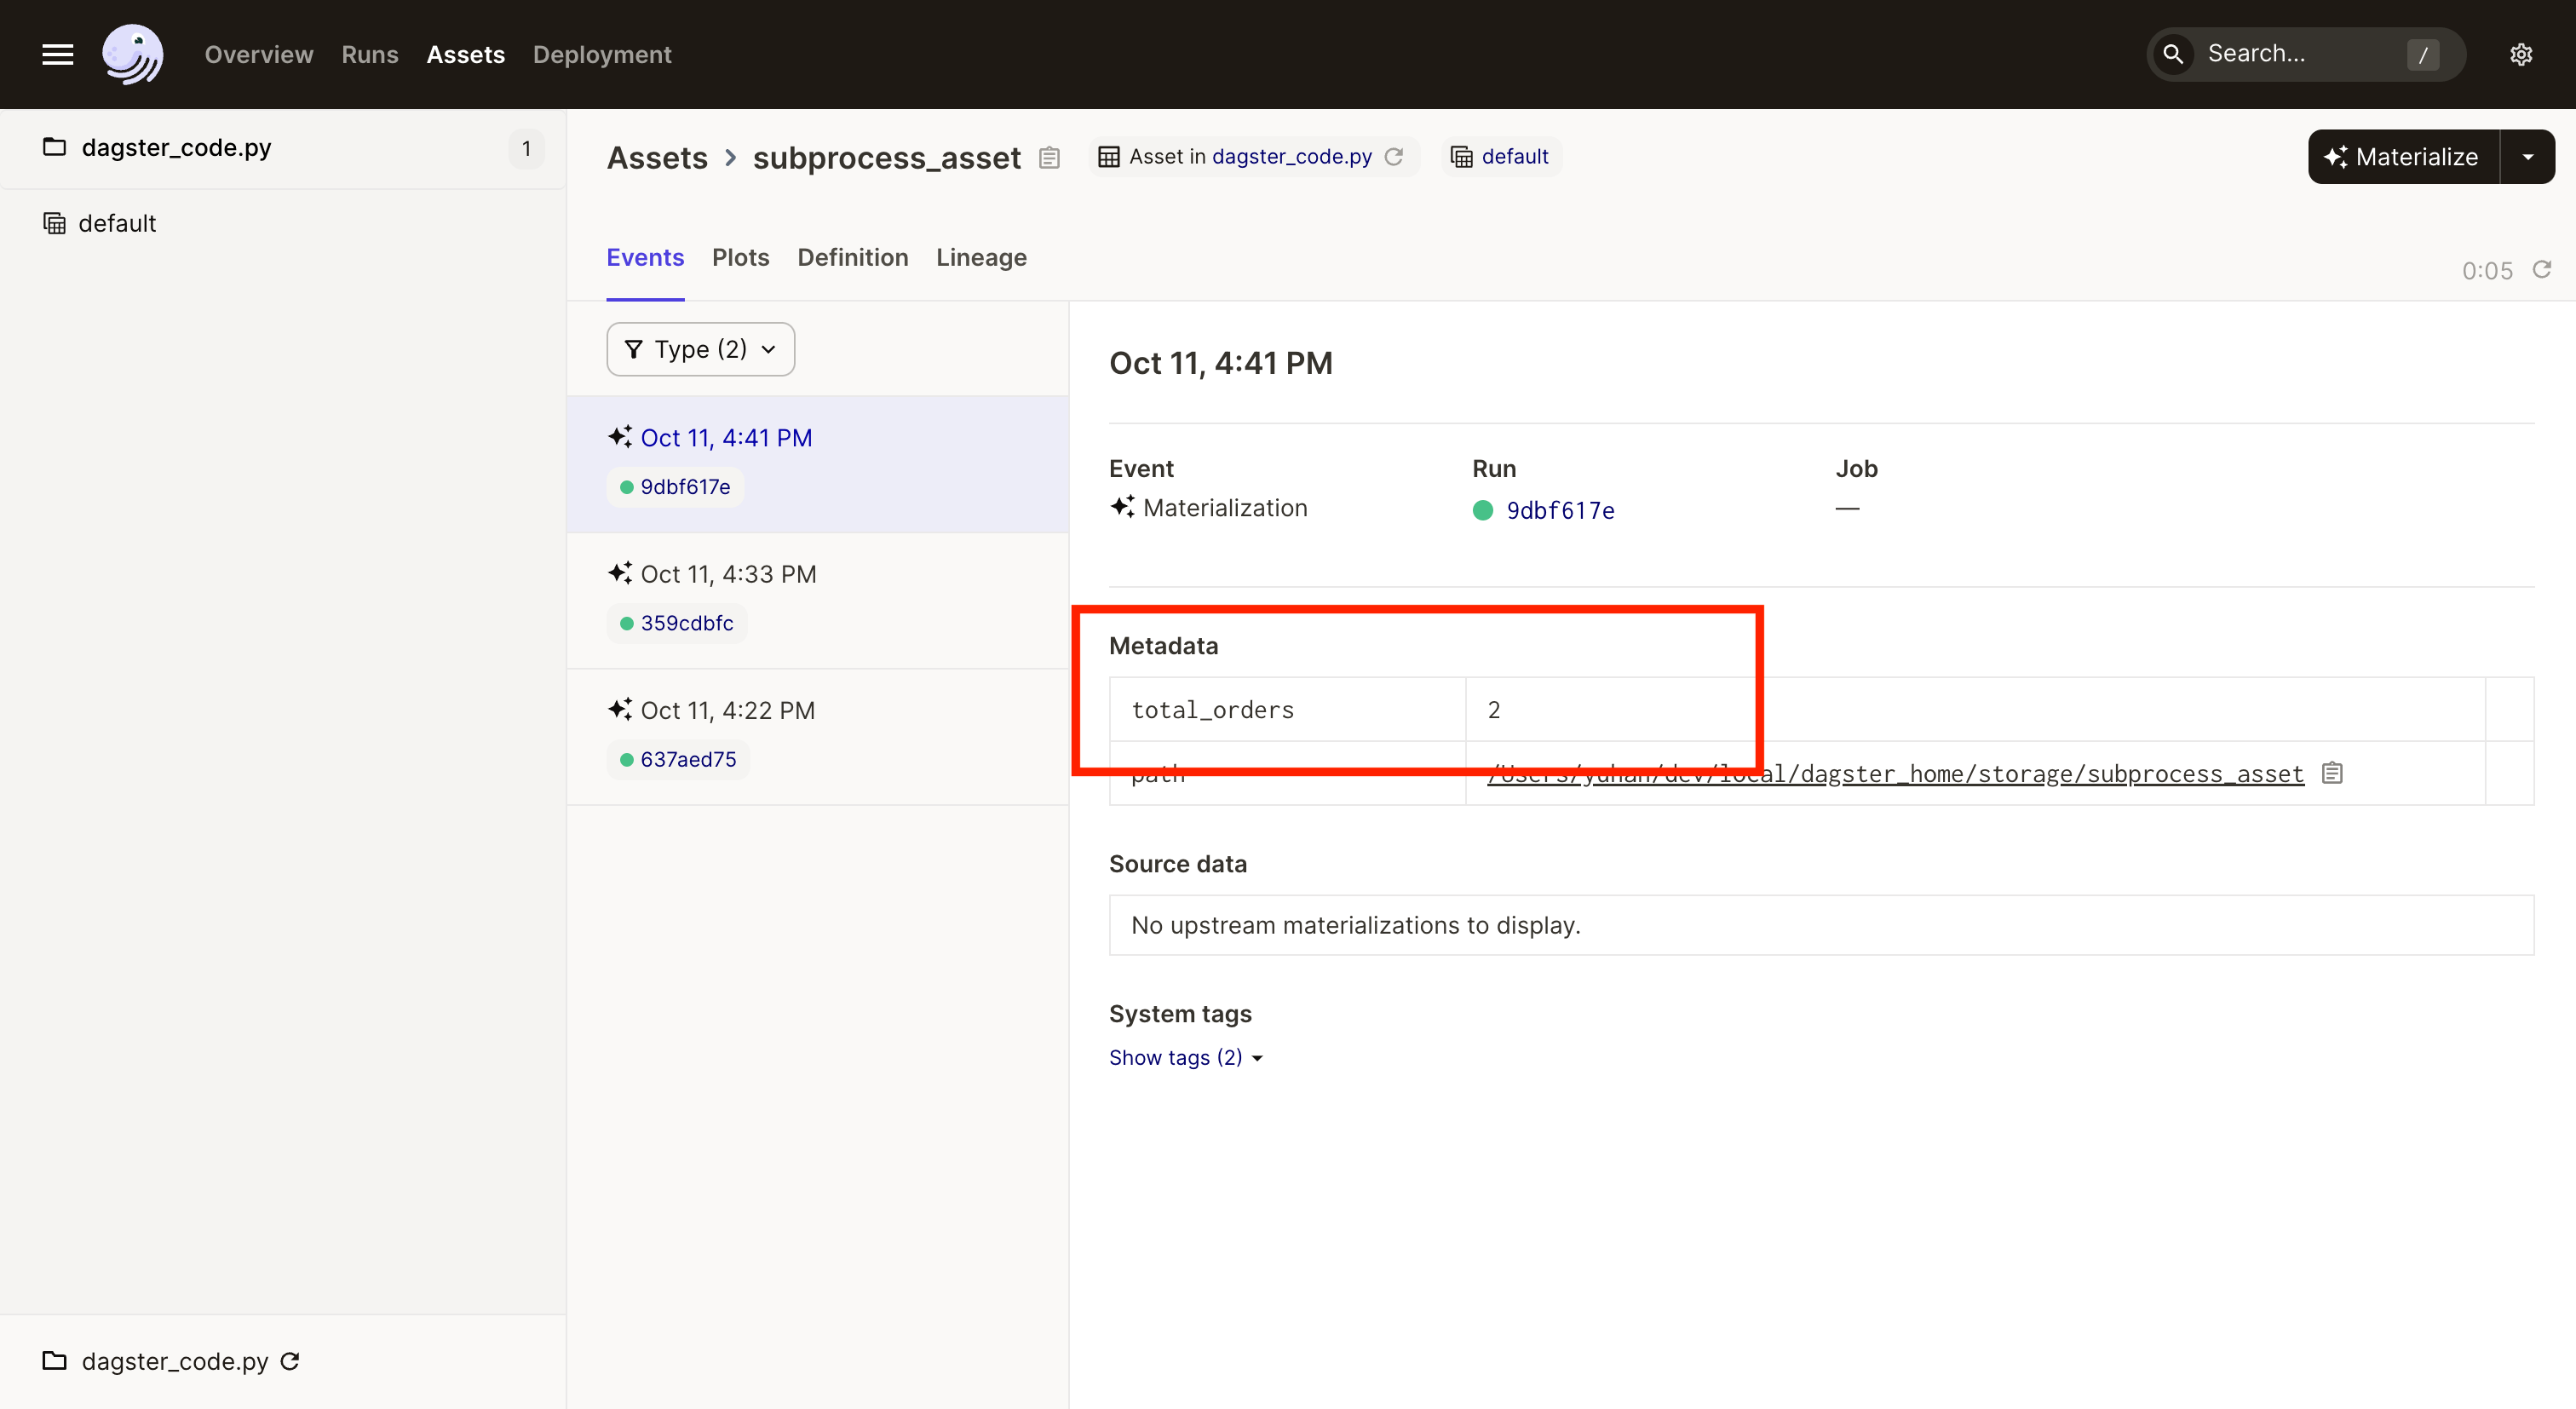 Overview Runs Assets Deployment
Search... /
dagster_code.py 1
default
Assets > subprocess_asset Asset in dagster_code.py default
Materialize
Events Plots Definition Lineage
0:05
Type (2)
Oct 11, 4:41 PM
9dbf617e
Oct 11, 4:33 PM
359cdbfc
Oct 11, 4:22 PM
637aed75
Oct 11, 4:41 PM
Event Run Job
Materialization 9dbf617e —
Metadata
total_orders 2
path /Users/yuhan/dev/local/dagster_home/storage/subprocess_asset
Source data
No upstream materializations to display.
System tags
Show tags (2)
dagster_code.py